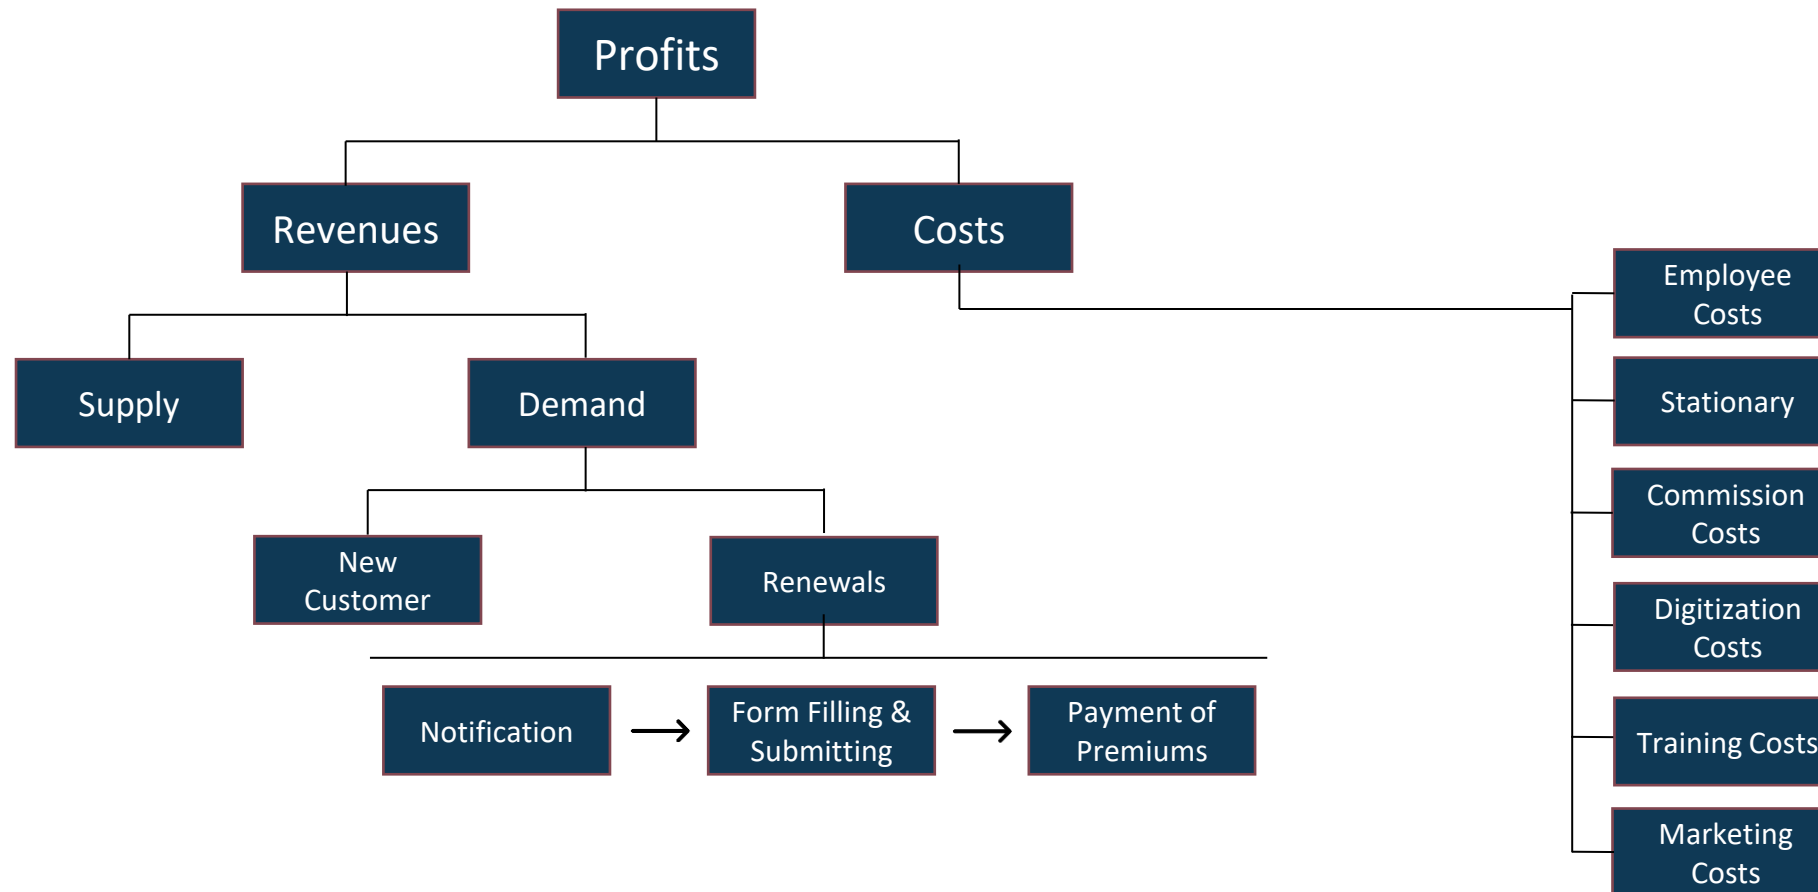 Profits
Revenues
Costs
Supply
Demand
New
Customer
Renewals
Notification
Form Filling &
Submitting
Payment of
Premiums
Employee
Costs
Stationary
Commission
Costs
Digitization
Costs
Training Costs
Marketing
Costs